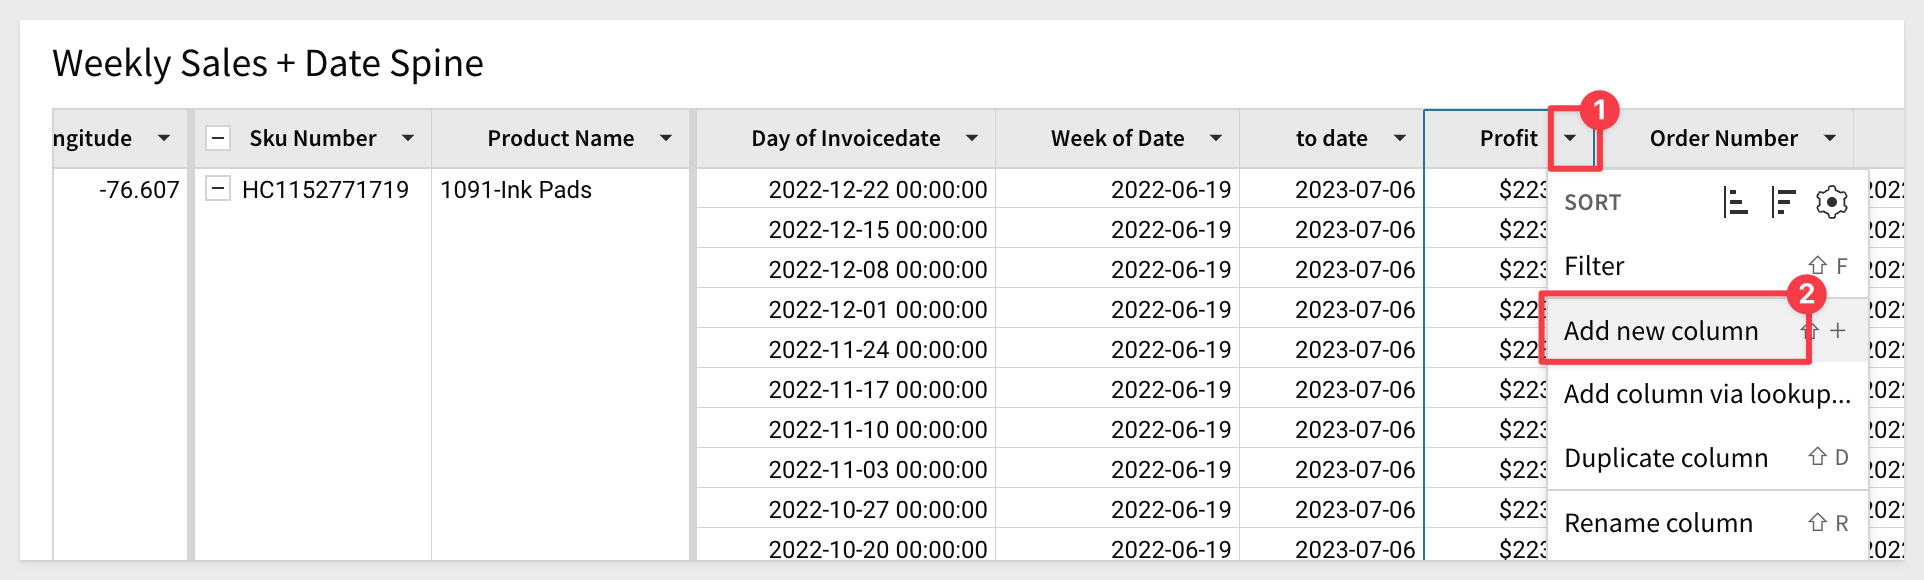 Weekly Sales + Date Spine
ngitude Sku Number Product Name Day of Invoicedate Week of Date to date Profit 1 Order Number
-76.607 HC1152771719 1091-Ink Pads 2022-12-22 00:00:00 2022-06-19 2023-07-06 $223 SORT 202
2022-12-15 00:00:00 2022-06-19 2023-07-06 $223 202
2022-12-08 00:00:00 2022-06-19 2023-07-06 $223 Filter ⇧ F 202
2022-12-01 00:00:00 2022-06-19 2023-07-06 $223 2 202
2022-11-24 00:00:00 2022-06-19 2023-07-06 $223 Add new column ⇧ + 202
2022-11-17 00:00:00 2022-06-19 2023-07-06 $223 Add column via lookup... 202
2022-11-10 00:00:00 2022-06-19 2023-07-06 $223 202
2022-11-03 00:00:00 2022-06-19 2023-07-06 $223 Duplicate column ⇧ D 202
2022-10-27 00:00:00 2022-06-19 2023-07-06 $223 202
2022-10-20 00:00:00 2022-06-19 2023-07-06 $223 Rename column ⇧ R 202